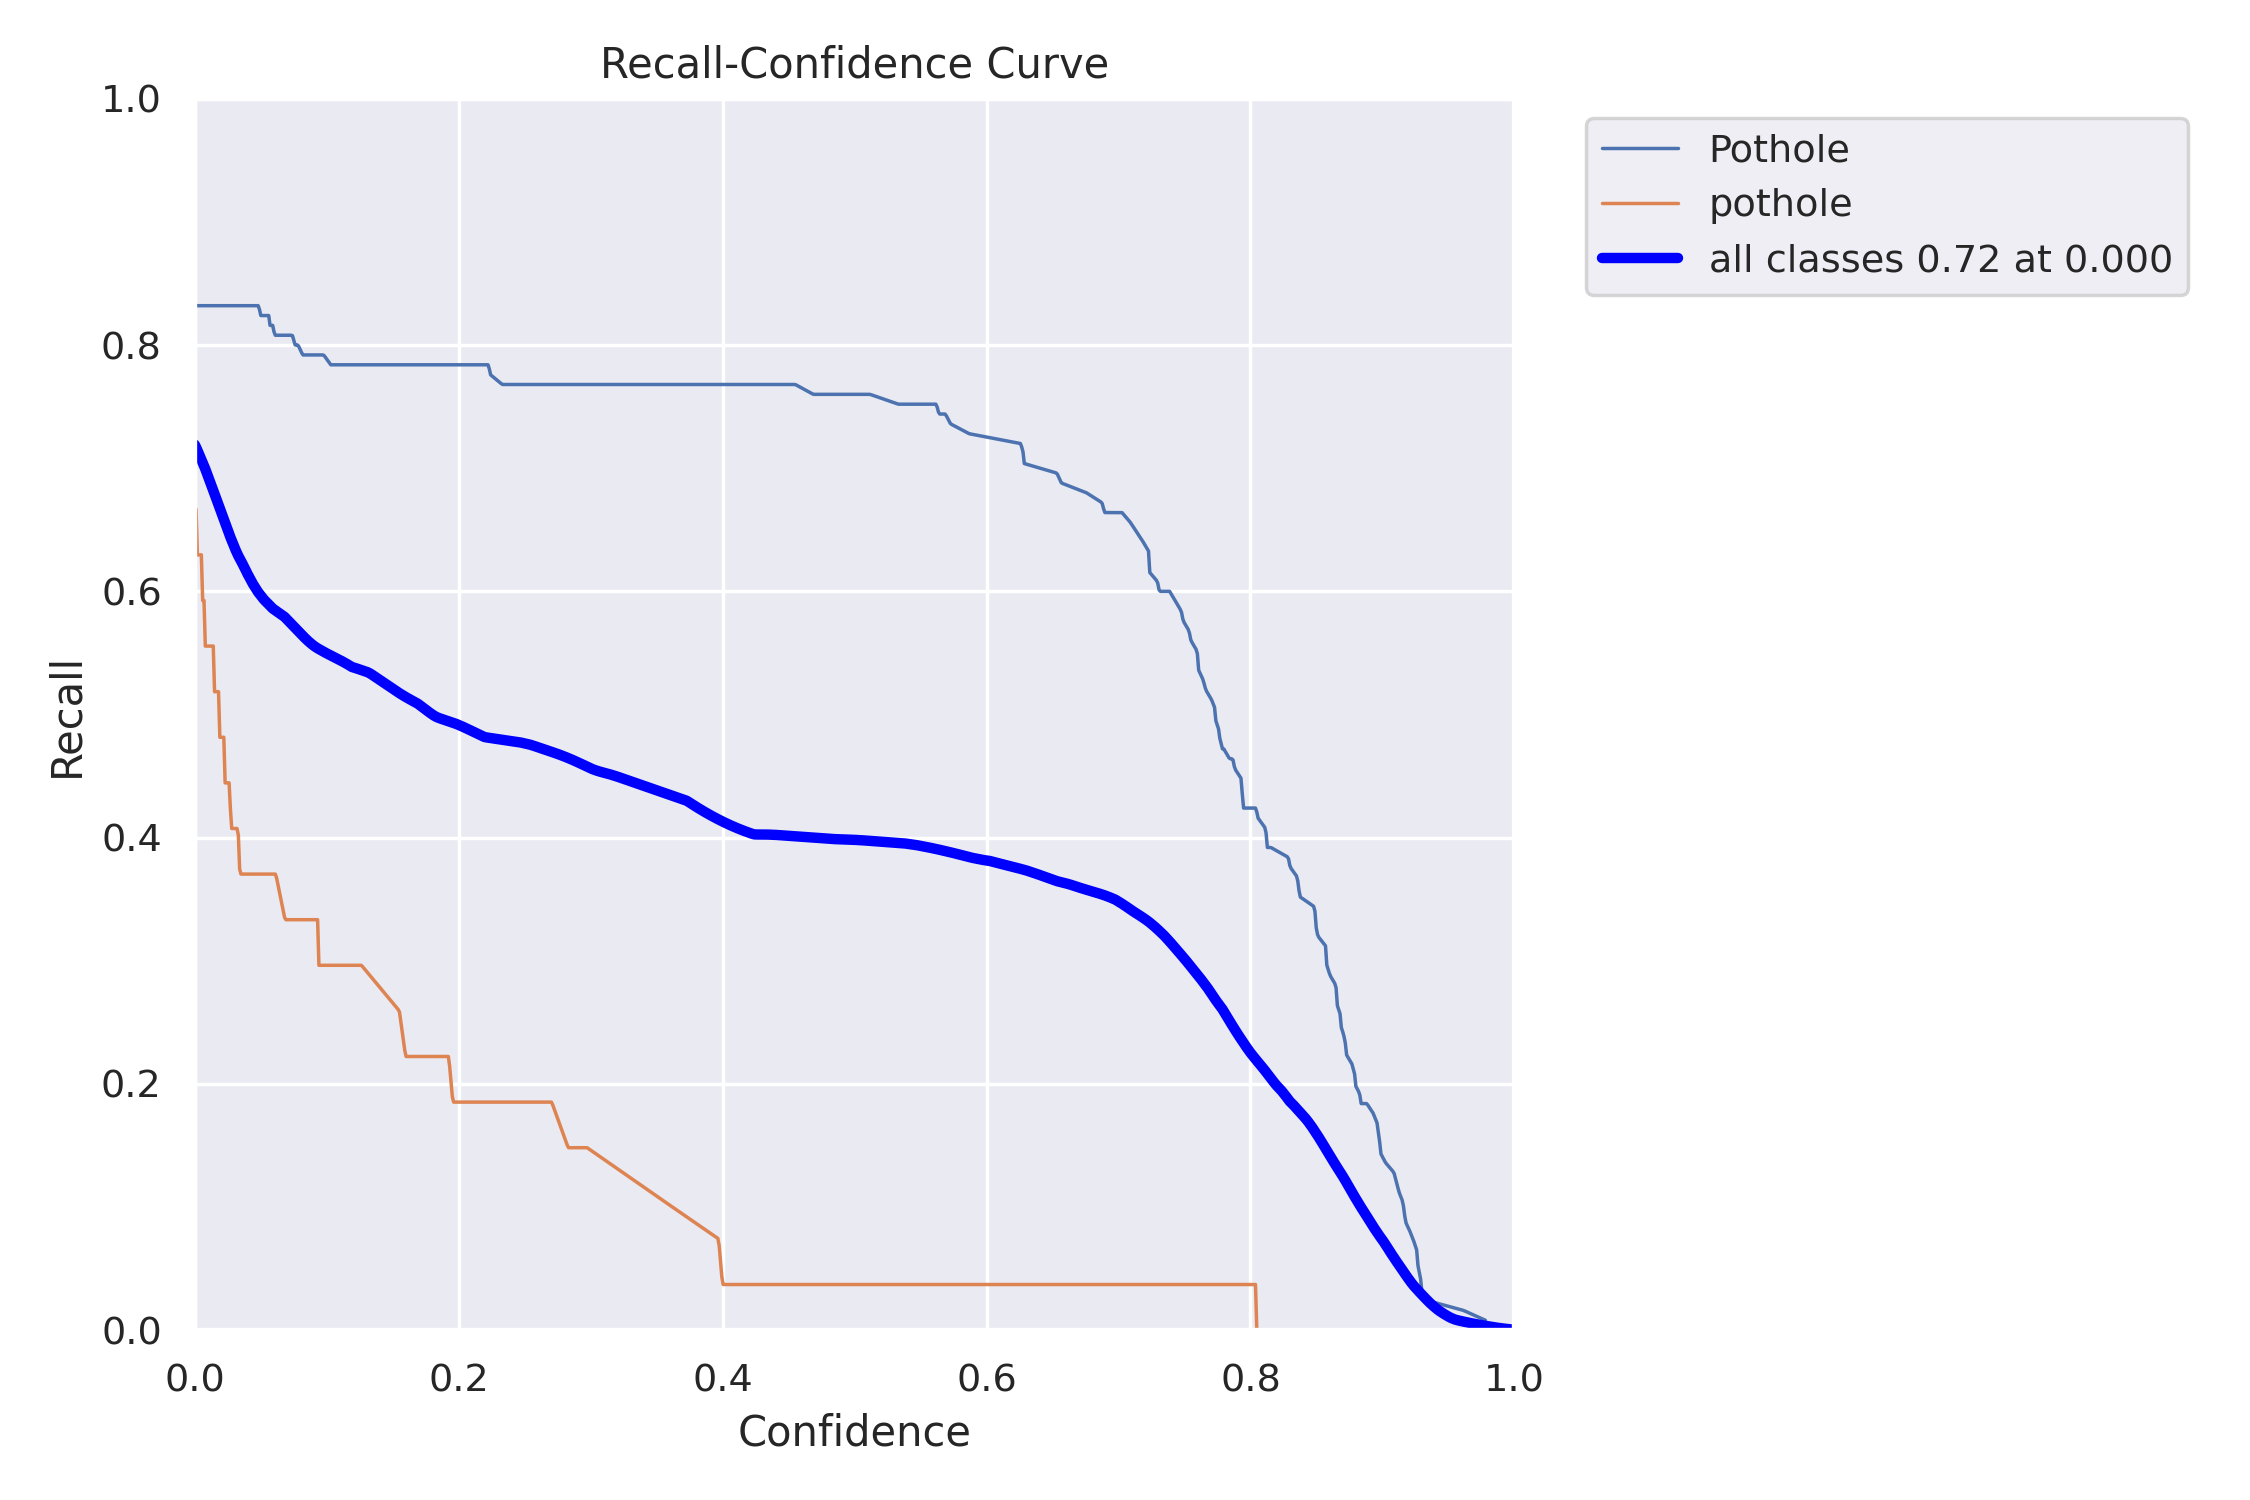 Recall-Confidence Curve
1.0
0.8
0.6
0.4
0.2
0.0
Recall
0.0 0.2 0.4 0.6 0.8 1.0
Confidence
Pothole
pothole
all classes 0.72 at 0.000